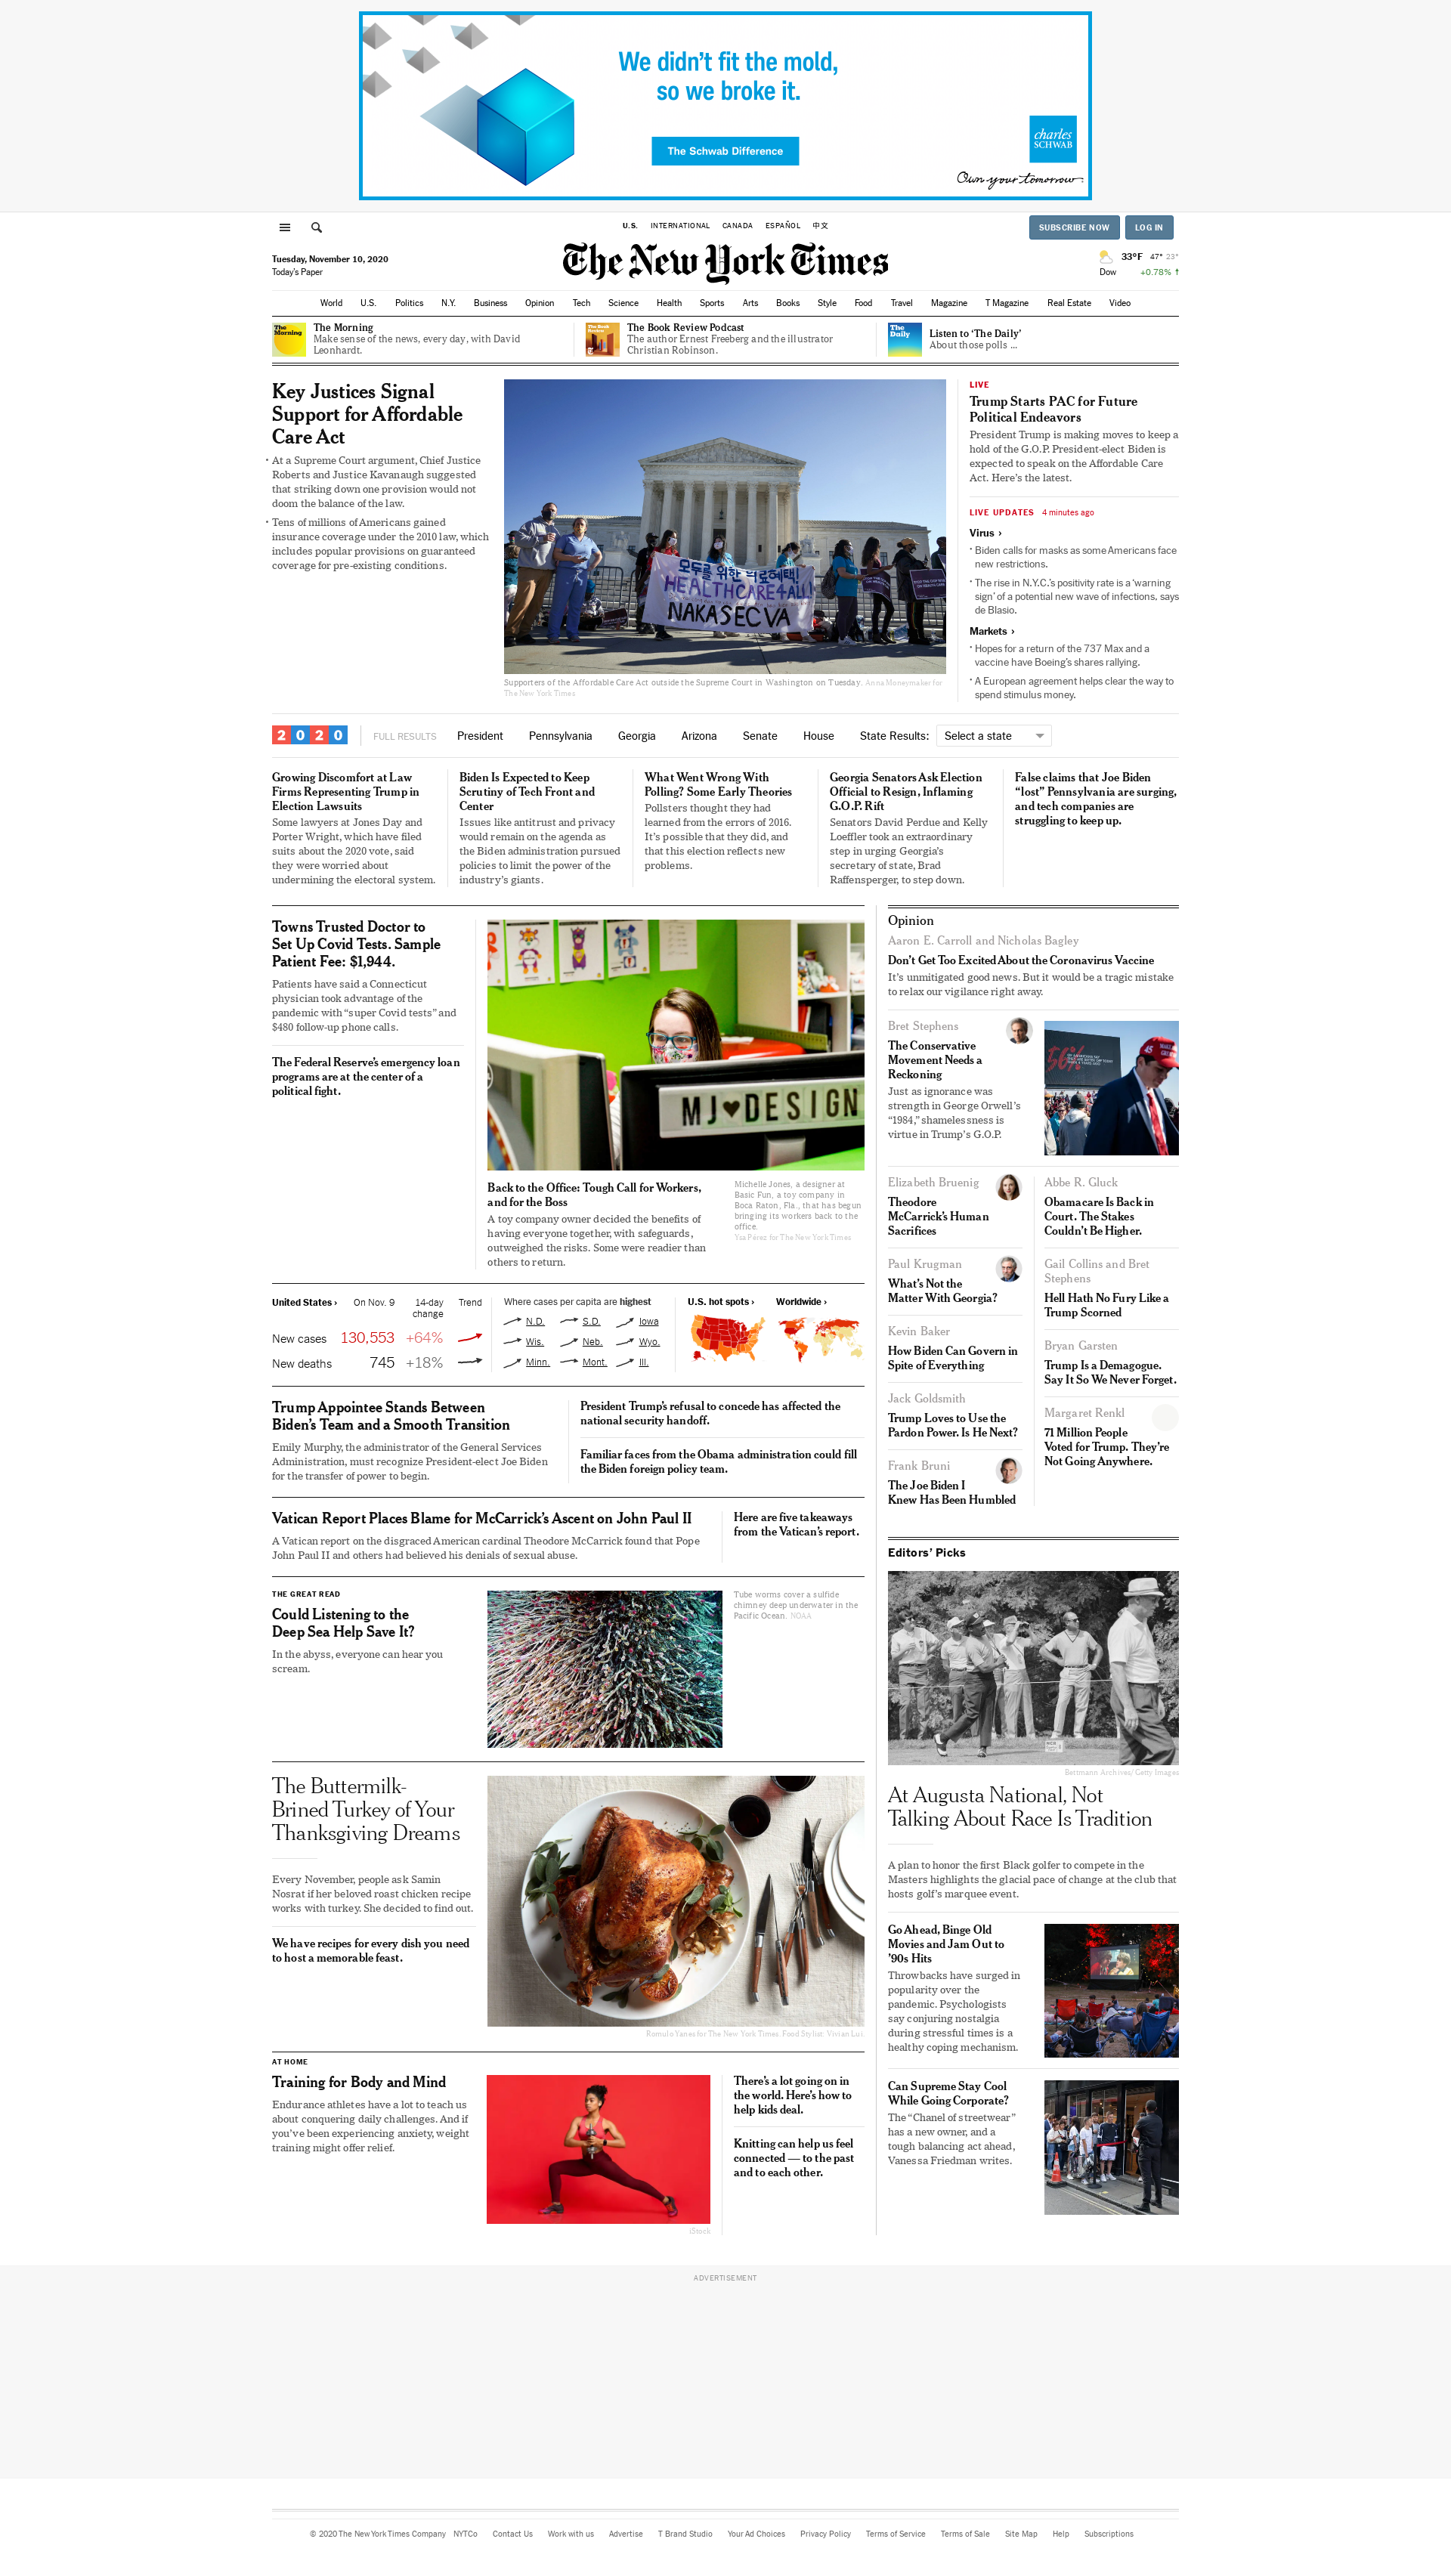 We didn't fit the mold,
so we broke it.
The Schwab Difference
charles
SCHWAB
Own your tomorrow.
U.S. INTERNATIONAL CANADA ESPAÑOL 中文
SUBSCRIBE NOW LOG IN
Tuesday, November 10, 2020
Today's Paper
The New York Times
33°F 47° 23°
Dow +0.78% ↑
World U.S. Politics N.Y. Business Opinion Tech Science Health Sports Arts Books Style Food Travel Magazine T Magazine Real Estate Video
The Morning
The Morning
Make sense of the news, every day, with David
Leonhardt.
The Book Review
The Book Review Podcast
The author Ernest Freeberg and the illustrator
Christian Robinson.
The Daily
Listen to 'The Daily'
About those polls ...
Key Justices Signal
Support for Affordable
Care Act
• At a Supreme Court argument, Chief Justice
Roberts and Justice Kavanaugh suggested
that striking down one provision would not
doom the balance of the law.
• Tens of millions of Americans gained
insurance coverage under the 2010 law, which
includes popular provisions on guaranteed
coverage for pre-existing conditions.
모두를 위한 의료혜택
HEALTHCARE4ALL!
NAKASEC VA
Supporters of the Affordable Care Act outside the Supreme Court in Washington on Tuesday. Anna Moneymaker for
The New York Times
LIVE
Trump Starts PAC for Future
Political Endeavors
President Trump is making moves to keep a
hold of the G.O.P. President-elect Biden is
expected to speak on the Affordable Care
Act. Here's the latest.
LIVE UPDATES 4 minutes ago
Virus ›
• Biden calls for masks as some Americans face
new restrictions.
• The rise in N.Y.C.'s positivity rate is a 'warning
sign' of a potential new wave of infections, says
de Blasio.
Markets ›
• Hopes for a return of the 737 Max and a
vaccine have Boeing's shares rallying.
• A European agreement helps clear the way to
spend stimulus money.
2020 FULL RESULTS President Pennsylvania Georgia Arizona Senate House State Results: Select a state
Growing Discomfort at Law
Firms Representing Trump in
Election Lawsuits
Some lawyers at Jones Day and
Porter Wright, which have filed
suits about the 2020 vote, said
they were worried about
undermining the electoral system.
Biden Is Expected to Keep
Scrutiny of Tech Front and
Center
Issues like antitrust and privacy
would remain on the agenda as
the Biden administration pursued
policies to limit the power of the
industry's giants.
What Went Wrong With
Polling? Some Early Theories
Pollsters thought they had
learned from the errors of 2016.
It's possible that they did, and
that this election reflects new
problems.
Georgia Senators Ask Election
Official to Resign, Inflaming
G.O.P. Rift
Senators David Perdue and Kelly
Loeffler took an extraordinary
step in urging Georgia's
secretary of state, Brad
Raffensperger, to step down.
False claims that Joe Biden
“lost” Pennsylvania are surging,
and tech companies are
struggling to keep up.
Towns Trusted Doctor to
Set Up Covid Tests. Sample
Patient Fee: $1,944.
Patients have said a Connecticut
physician took advantage of the
pandemic with “super Covid tests” and
$480 follow-up phone calls.
The Federal Reserve's emergency loan
programs are at the center of a
political fight.
MJ♥DESIGN
Back to the Office: Tough Call for Workers,
and for the Boss
A toy company owner decided the benefits of
having everyone together, with safeguards,
outweighed the risks. Some were readier than
others to return.
Michelle Jones, a designer at
Basic Fun, a toy company in
Boca Raton, Fla., that has begun
bringing its workers back to the
office.
Ysa Pérez for The New York Times
United States › On Nov. 9 14-day change Trend
New cases 130,553 +64%
New deaths 745 +18%
Where cases per capita are highest
N.D. S.D. Iowa
Wis. Neb. Wyo.
Minn. Mont. Ill.
U.S. hot spots › Worldwide ›
Trump Appointee Stands Between
Biden's Team and a Smooth Transition
Emily Murphy, the administrator of the General Services
Administration, must recognize President-elect Joe Biden
for the transfer of power to begin.
President Trump's refusal to concede has affected the
national security handoff.
Familiar faces from the Obama administration could fill
the Biden foreign policy team.
Vatican Report Places Blame for McCarrick's Ascent on John Paul II
A Vatican report on the disgraced American cardinal Theodore McCarrick found that Pope
John Paul II and others had believed his denials of sexual abuse.
Here are five takeaways
from the Vatican's report.
THE GREAT READ
Could Listening to the
Deep Sea Help Save It?
In the abyss, everyone can hear you
scream.
Tube worms cover a sulfide
chimney deep underwater in the
Pacific Ocean. NOAA
The Buttermilk-
Brined Turkey of Your
Thanksgiving Dreams
Every November, people ask Samin
Nosrat if her beloved roast chicken recipe
works with turkey. She decided to find out.
We have recipes for every dish you need
to host a memorable feast.
Romulo Yanes for The New York Times. Food Stylist: Vivian Lui.
AT HOME
Training for Body and Mind
Endurance athletes have a lot to teach us
about conquering daily challenges. And if
you've been experiencing anxiety, weight
training might offer relief.
iStock
There's a lot going on in
the world. Here's how to
help kids deal.
Knitting can help us feel
connected — to the past
and to each other.
Opinion
Aaron E. Carroll and Nicholas Bagley
Don't Get Too Excited About the Coronavirus Vaccine
It's unmitigated good news. But it would be a tragic mistake
to relax our vigilance right away.
Bret Stephens
The Conservative
Movement Needs a
Reckoning
Just as ignorance was
strength in George Orwell's
“1984,” shamelessness is
virtue in Trump's G.O.P.
56%
45
Elizabeth Bruenig
Theodore
McCarrick's Human
Sacrifices
Paul Krugman
What's Not the
Matter With Georgia?
Kevin Baker
How Biden Can Govern in
Spite of Everything
Jack Goldsmith
Trump Loves to Use the
Pardon Power. Is He Next?
Frank Bruni
The Joe Biden I
Knew Has Been Humbled
Abbe R. Gluck
Obamacare Is Back in
Court. The Stakes
Couldn't Be Higher.
Gail Collins and Bret
Stephens
Hell Hath No Fury Like a
Trump Scorned
Bryan Garsten
Trump Is a Demagogue.
Say It So We Never Forget.
Margaret Renkl
71 Million People
Voted for Trump. They're
Not Going Anywhere.
Editors' Picks
Bettmann Archives/Getty Images
At Augusta National, Not
Talking About Race Is Tradition
A plan to honor the first Black golfer to compete in the
Masters highlights the glacial pace of change at the club that
hosts golf's marquee event.
Go Ahead, Binge Old
Movies and Jam Out to
'90s Hits
Throwbacks have surged in
popularity over the
pandemic. Psychologists
say conjuring nostalgia
during stressful times is a
healthy coping mechanism.
Can Supreme Stay Cool
While Going Corporate?
The “Chanel of streetwear”
has a new owner, and a
tough balancing act ahead,
Vanessa Friedman writes.
ADVERTISEMENT
© 2020 The New York Times Company NYTCo Contact Us Work with us Advertise T Brand Studio Your Ad Choices Privacy Policy Terms of Service Terms of Sale Site Map Help Subscriptions